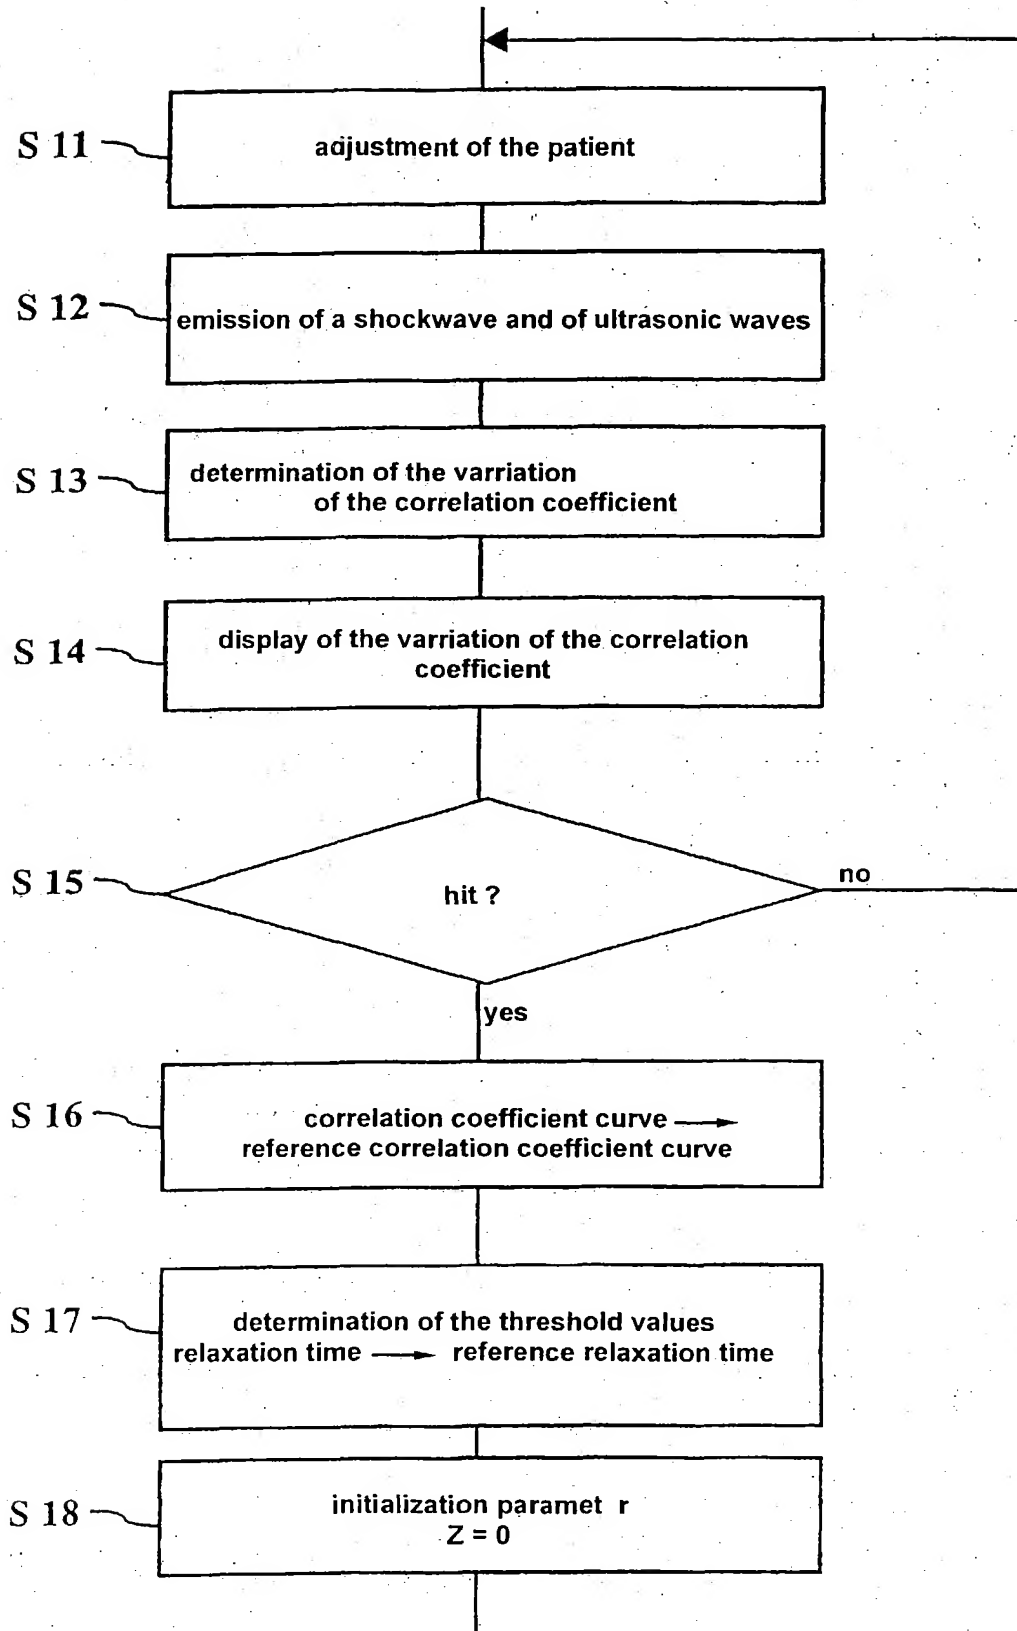 S 11
adjustment of the patient
S 12
emission of a shockwave and of ultrasonic waves
S 13
determination of the varriation
of the correlation coefficient
S 14
display of the varriation of the correlation
coefficient
S 15
hit ?
no
yes
S 16
correlation coefficient curve →
reference correlation coefficient curve
S 17
determination of the threshold values
relaxation time → reference relaxation time
S 18
initialization paramet r
Z = 0